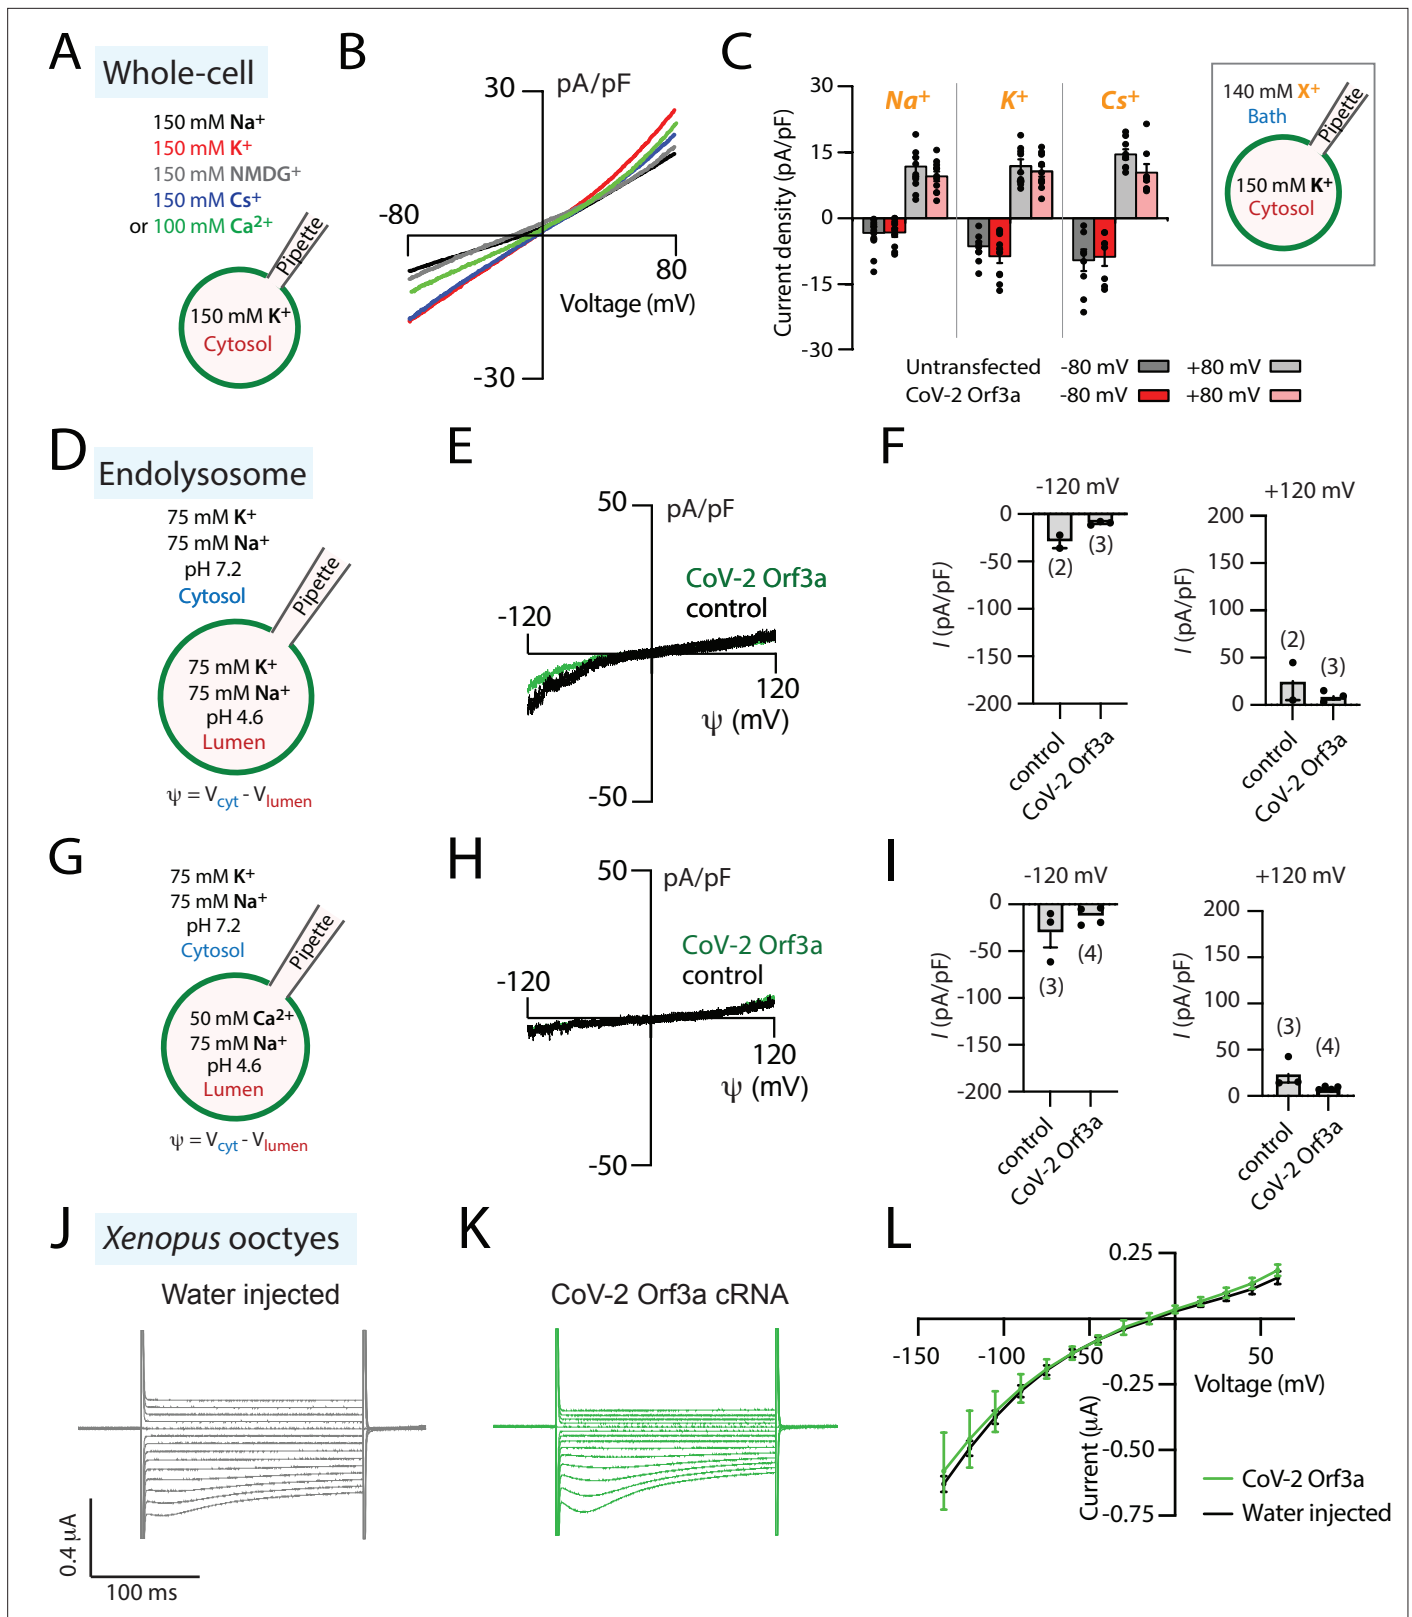 A
Whole-cell
150 mM Na+
150 mM K+
150 mM NMDG+
150 mM Cs+
or 100 mM Ca2+
Pipette
150 mM K+
Cytosol
B
pA/pF
30
-80
80
Voltage (mV)
-30
C
Current density (pA/pF)
30
15
0
-15
-30
Na+
K+
Cs+
140 mM X+
Bath
Pipette
150 mM K+
Cytosol
Untransfected -80 mV +80 mV
CoV-2 Orf3a -80 mV +80 mV
D
Endolysosome
75 mM K+
75 mM Na+
pH 7.2
Cytosol
Pipette
75 mM K+
75 mM Na+
pH 4.6
Lumen
ψ = Vcyt - Vlumen
E
50
pA/pF
CoV-2 Orf3a
control
-120
120
ψ (mV)
-50
F
-120 mV
I (pA/pF)
0
-50
-100
-150
-200
(2)
(3)
control
CoV-2 Orf3a
+120 mV
I (pA/pF)
200
150
100
50
0
(2)
(3)
control
CoV-2 Orf3a
G
75 mM K+
75 mM Na+
pH 7.2
Cytosol
Pipette
50 mM Ca2+
75 mM Na+
pH 4.6
Lumen
ψ = Vcyt - Vlumen
H
50
pA/pF
CoV-2 Orf3a
control
-120
120
ψ (mV)
-50
I
-120 mV
I (pA/pF)
0
-50
-100
-150
-200
(3)
(4)
control
CoV-2 Orf3a
+120 mV
I (pA/pF)
200
150
100
50
0
(3)
(4)
control
CoV-2 Orf3a
J
Xenopus ooctyes
Water injected
0.4 μA
100 ms
K
CoV-2 Orf3a cRNA
L
0.25
-150
-100
-50
50
Voltage (mV)
-0.25
-0.50
-0.75
Current (μA)
CoV-2 Orf3a
Water injected